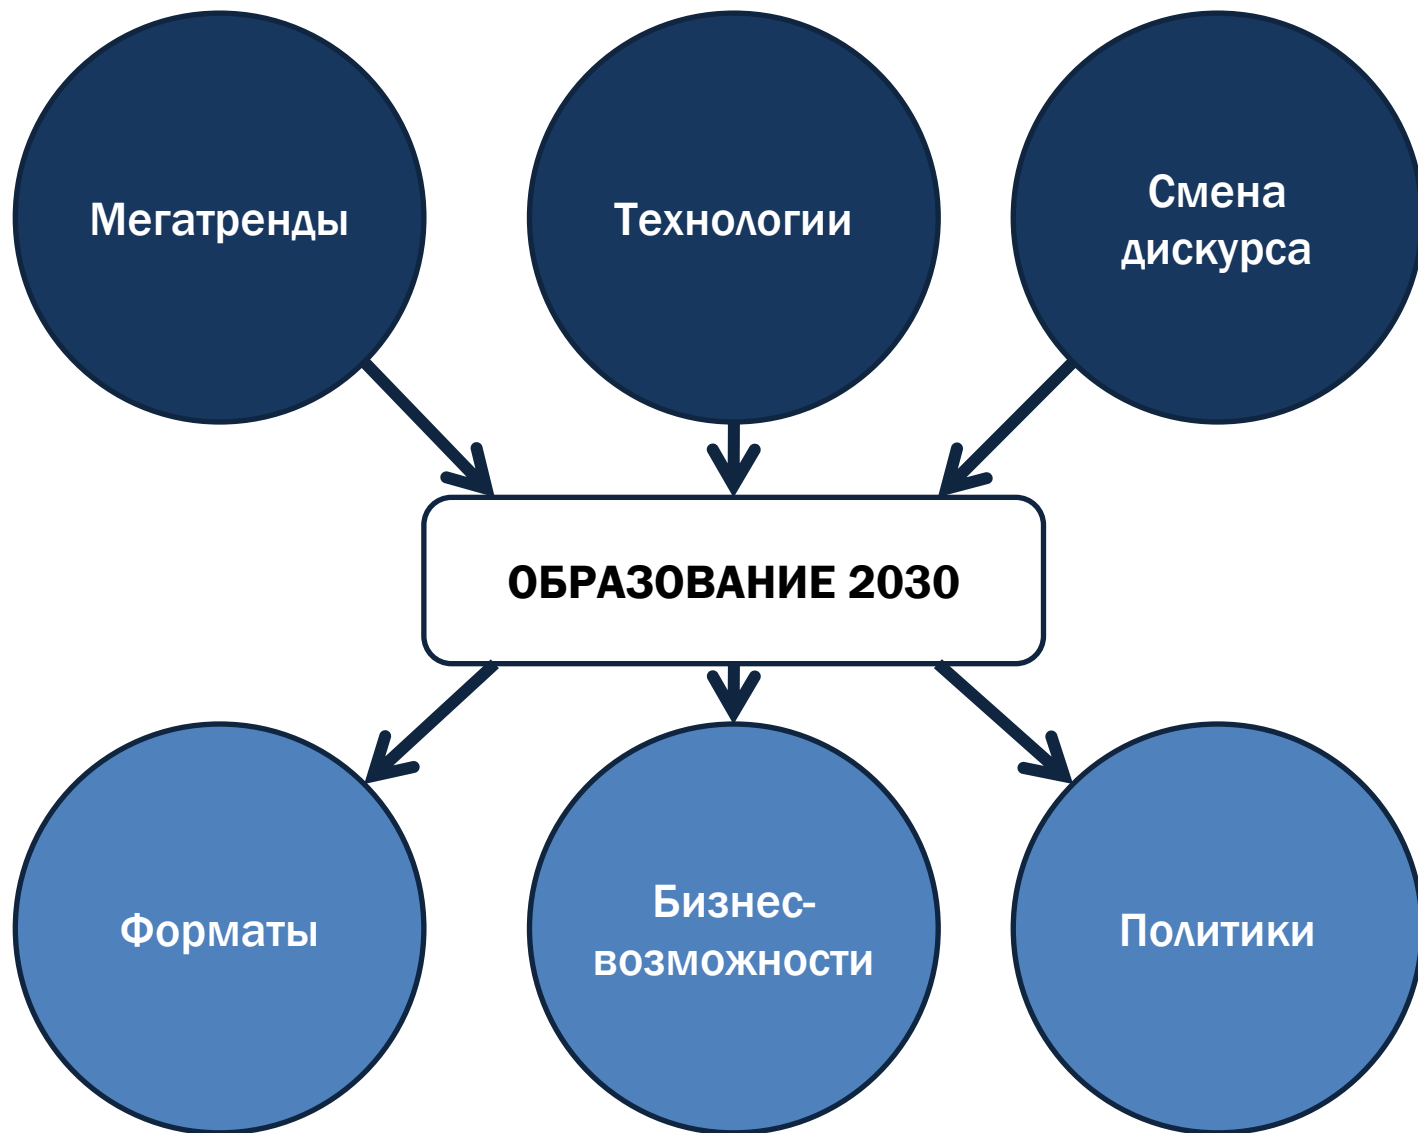 Мегатренды
Технологии
Смена
дискурса
ОБРАЗОВАНИЕ 2030
Форматы
Бизнес-
возможности
Политики